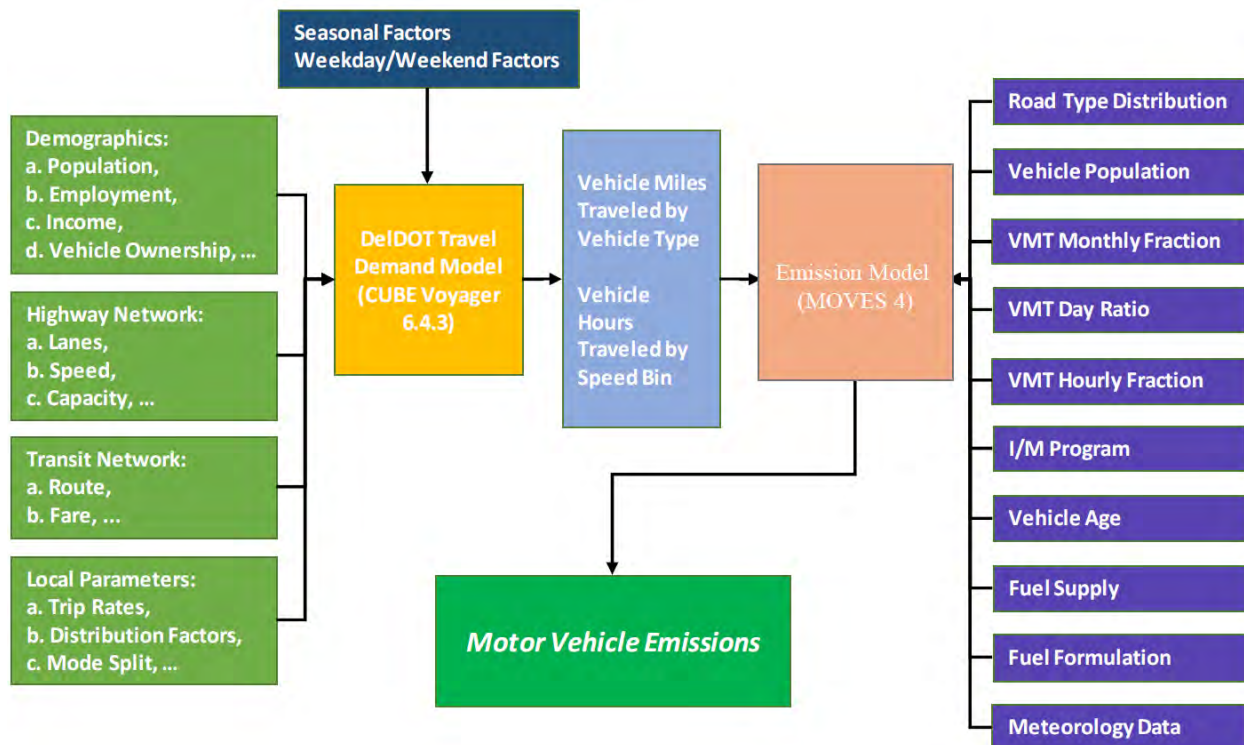 Seasonal Factors
Weekday/Weekend Factors
Demographics:
a. Population,
b. Employment,
c. Income,
d. Vehicle Ownership, ...
Highway Network:
a. Lanes,
b. Speed,
c. Capacity, ...
Transit Network:
a. Route,
b. Fare, ...
Local Parameters:
a. Trip Rates,
b. Distribution Factors,
c. Mode Split, ...
DelDOT Travel
Demand Model
(CUBE Voyager
6.4.3)
Vehicle Miles
Traveled by
Vehicle Type
Vehicle
Hours
Traveled by
Speed Bin
Emission Model
(MOVES 4)
Motor Vehicle Emissions
Road Type Distribution
Vehicle Population
VMT Monthly Fraction
VMT Day Ratio
VMT Hourly Fraction
I/M Program
Vehicle Age
Fuel Supply
Fuel Formulation
Meteorology Data